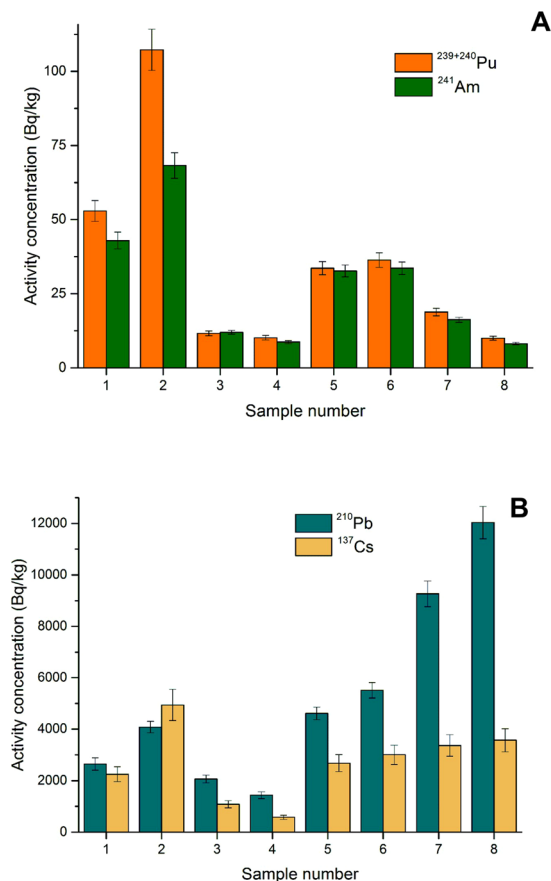 A
239+240Pu
241Am
Activity concentration (Bq/kg)
100
75
50
25
0
1 2 3 4 5 6 7 8
Sample number
B
210Pb
137Cs
Activity concentration (Bq/kg)
12000
10000
8000
6000
4000
2000
0
1 2 3 4 5 6 7 8
Sample number